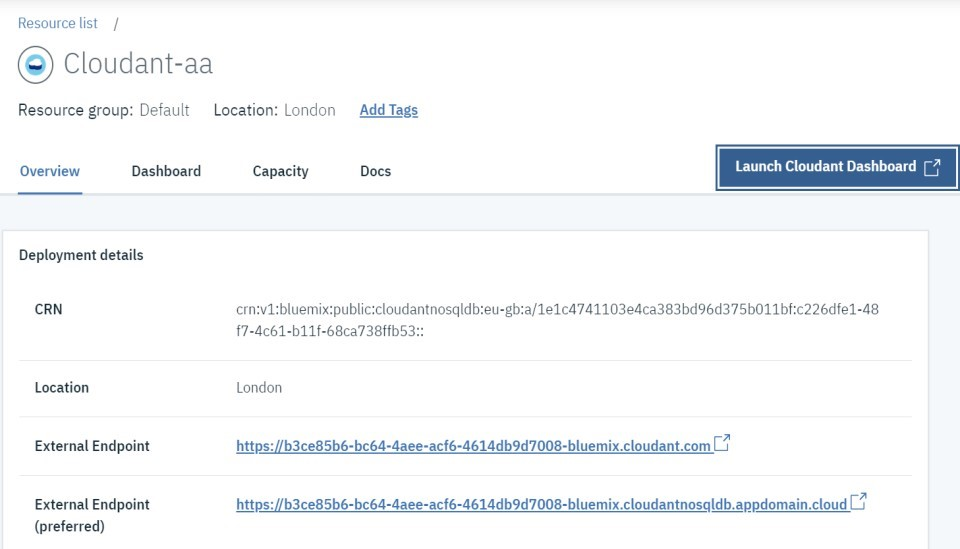 Resource list /
Cloudant-aa
Resource group: Default Location: London Add Tags
Overview Dashboard Capacity Docs Launch Cloudant Dashboard
Deployment details
CRN crn:v1:bluemix:public:cloudantnosqldb:eu-gb:a/1e1c4741103e4ca383bd96d375b011bf:c226dfe1-48
f7-4c61-b11f-68ca738ffb53::
Location London
External Endpoint https://b3ce85b6-bc64-4aee-acf6-4614db9d7008-bluemix.cloudant.com
External Endpoint https://b3ce85b6-bc64-4aee-acf6-4614db9d7008-bluemix.cloudantnosqldb.appdomain.cloud
(preferred)